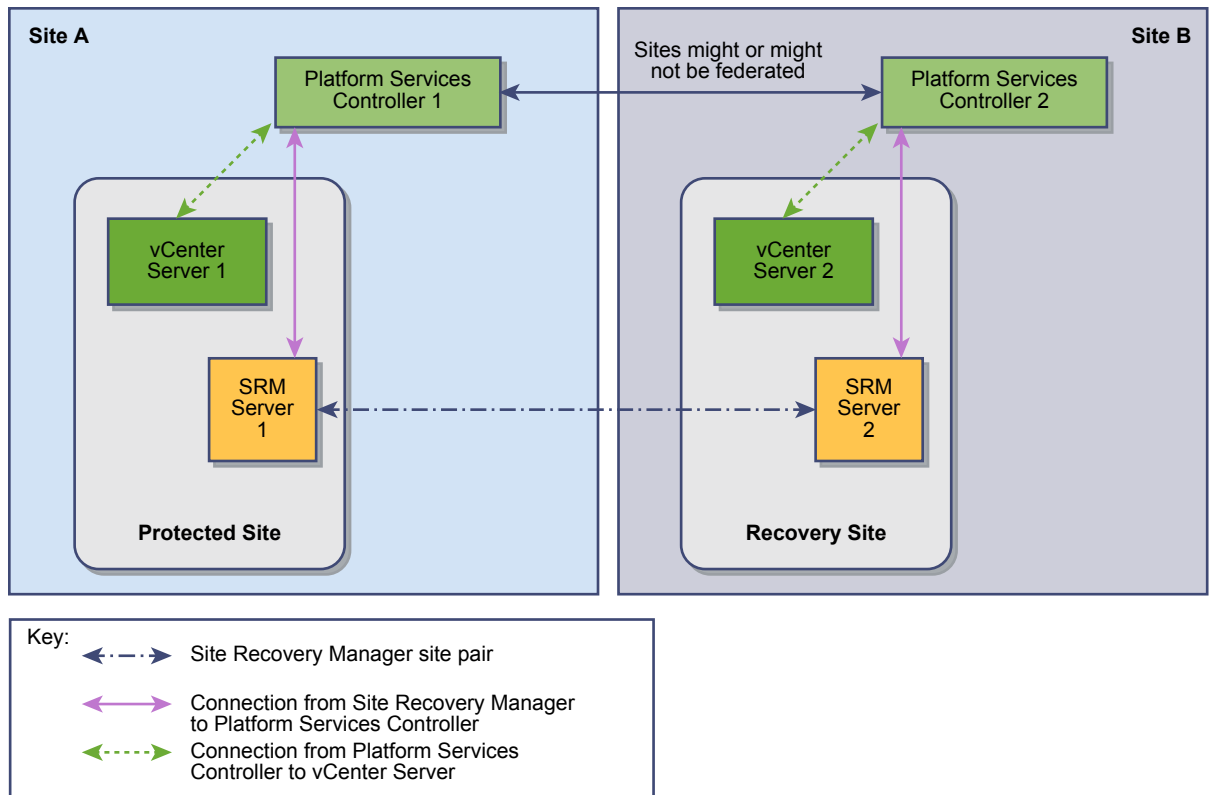 Site A
Platform Services
Controller 1
vCenter
Server 1
SRM
Server
1
Protected Site
Sites might or might
not be federated
Site B
Platform Services
Controller 2
vCenter
Server 2
SRM
Server
2
Recovery Site
Key:
Site Recovery Manager site pair
Connection from Site Recovery Manager
to Platform Services Controller
Connection from Platform Services
Controller to vCenter Server